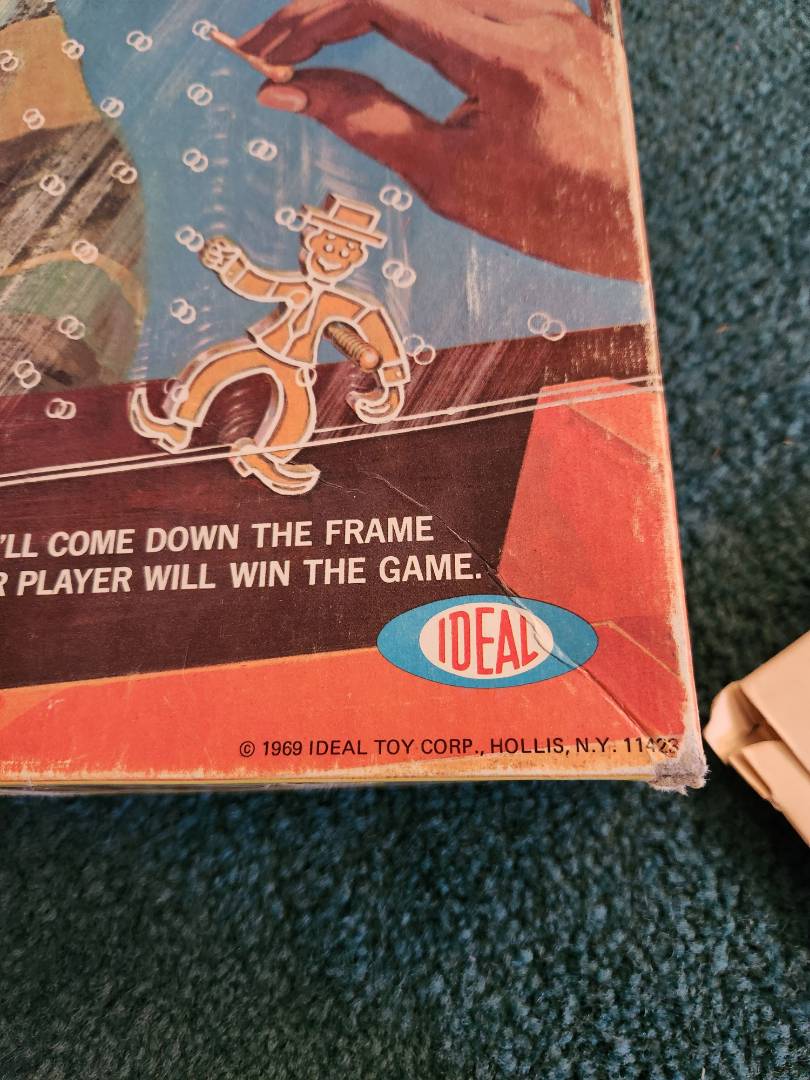 'LL COME DOWN THE FRAME
R PLAYER WILL WIN THE GAME.
IDEAL
© 1969 IDEAL TOY CORP., HOLLIS, N.Y. 11423